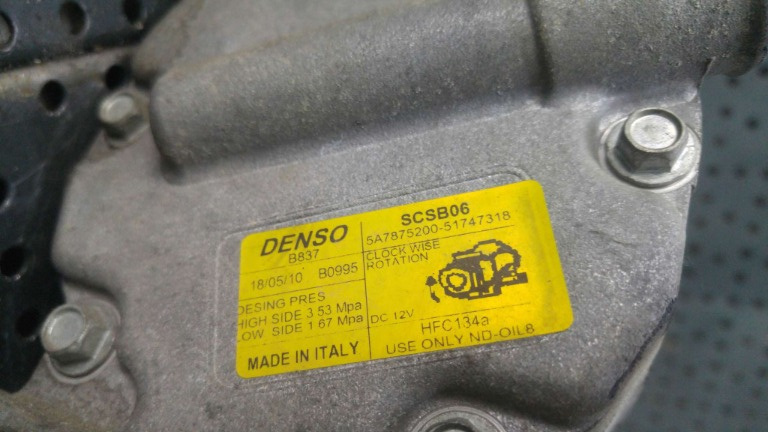 DENSO
B837
18/05/10 B0995
DESING PRES
HIGH SIDE 3 53 Mpa
LOW SIDE 1 67 Mpa
MADE IN ITALY
SCSB06
5A7875200-51747318
CLOCK WISE
ROTATION
DC 12V
HFC134a
USE ONLY ND-OIL8